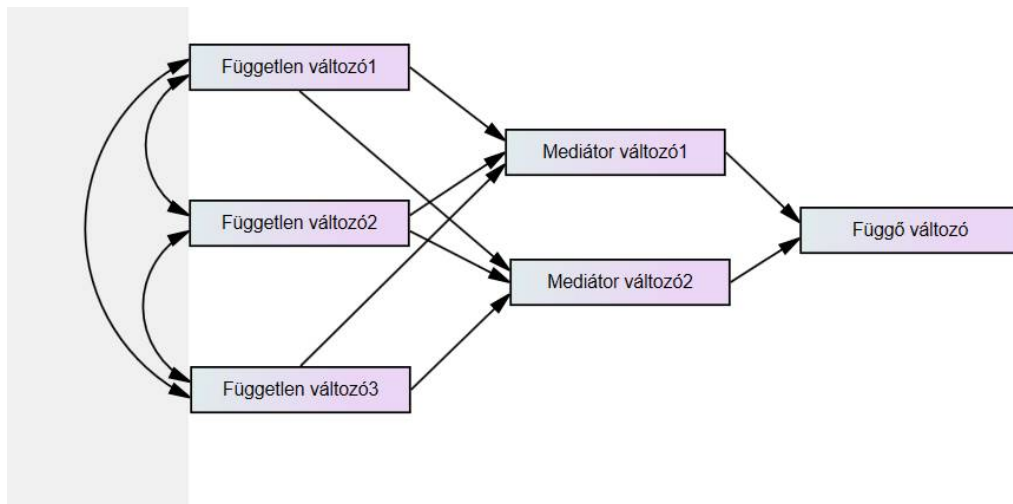 Független változó1
Mediátor változó1
Független változó2
Függő változó
Mediátor változó2
Független változó3